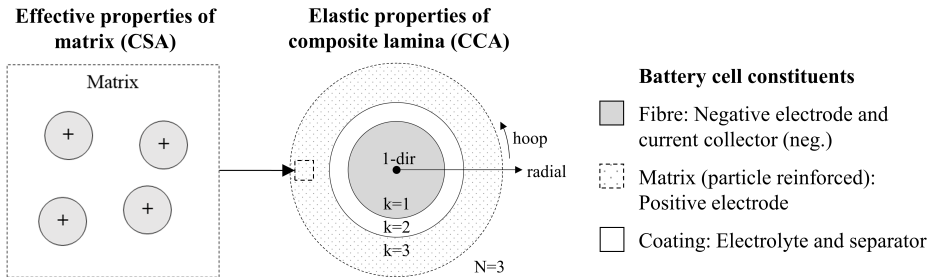 Effective properties of
matrix (CSA)
Matrix
+
+
+
+
Elastic properties of
composite lamina (CCA)
hoop
1-dir
radial
k=1
k=2
k=3
N=3
Battery cell constituents
Fibre: Negative electrode and
current collector (neg.)
Matrix (particle reinforced):
Positive electrode
Coating: Electrolyte and separator